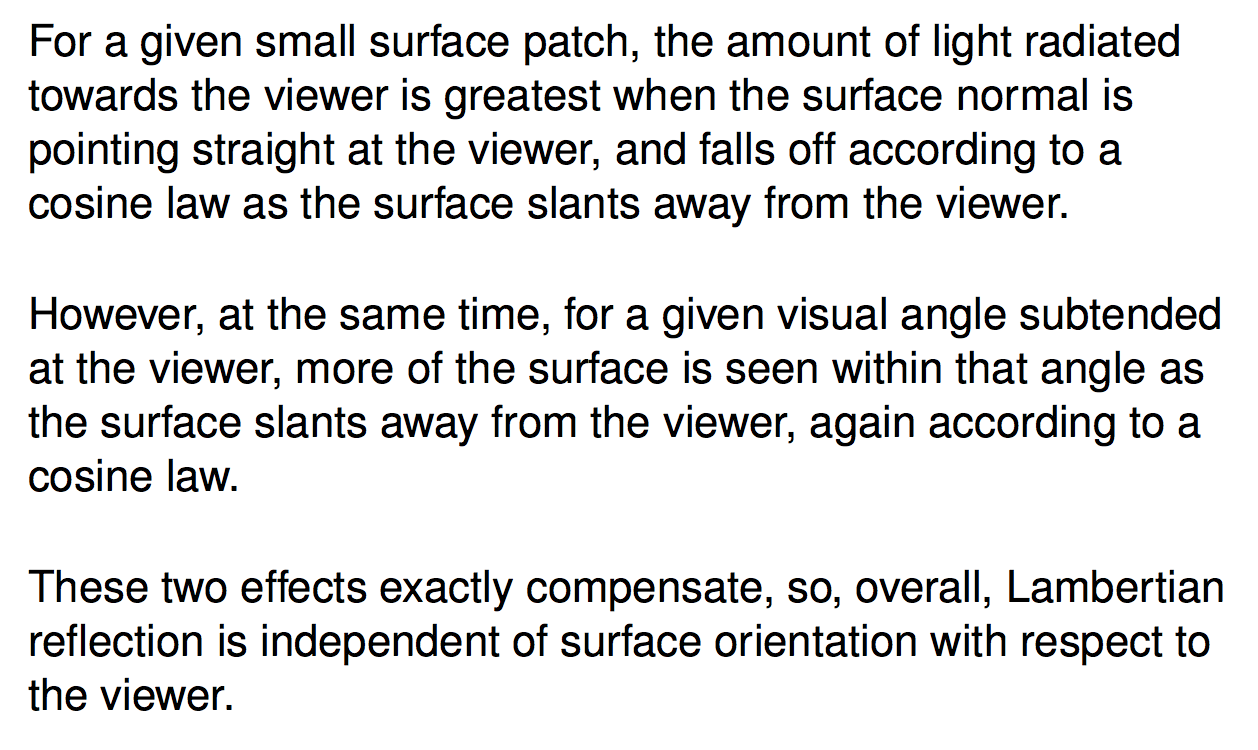 For a given small surface patch, the amount of light radiated
towards the viewer is greatest when the surface normal is
pointing straight at the viewer, and falls off according to a
cosine law as the surface slants away from the viewer.
However, at the same time, for a given visual angle subtended
at the viewer, more of the surface is seen within that angle as
the surface slants away from the viewer, again according to a
cosine law.
These two effects exactly compensate, so, overall, Lambertian
reflection is independent of surface orientation with respect to
the viewer.